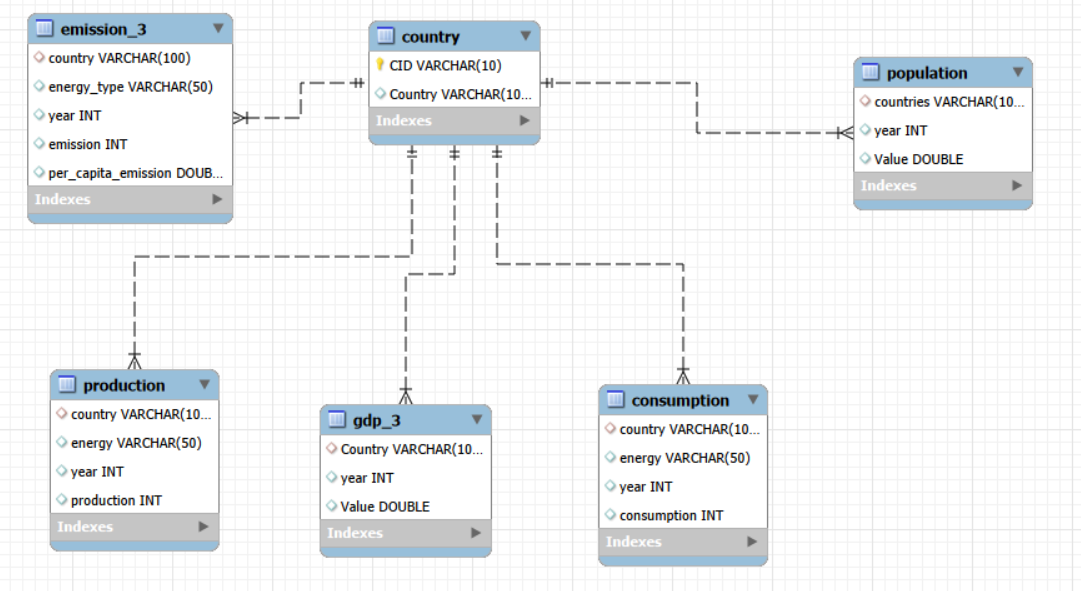 emission_3
country VARCHAR(100)
energy_type VARCHAR(50)
year INT
emission INT
per_capita_emission DOUB...
Indexes
country
CID VARCHAR(10)
Country VARCHAR(10...
Indexes
population
countries VARCHAR(10...
year INT
Value DOUBLE
Indexes
production
country VARCHAR(10...
energy VARCHAR(50)
year INT
production INT
Indexes
gdp_3
Country VARCHAR(10...
year INT
Value DOUBLE
Indexes
consumption
country VARCHAR(10...
energy VARCHAR(50)
year INT
consumption INT
Indexes